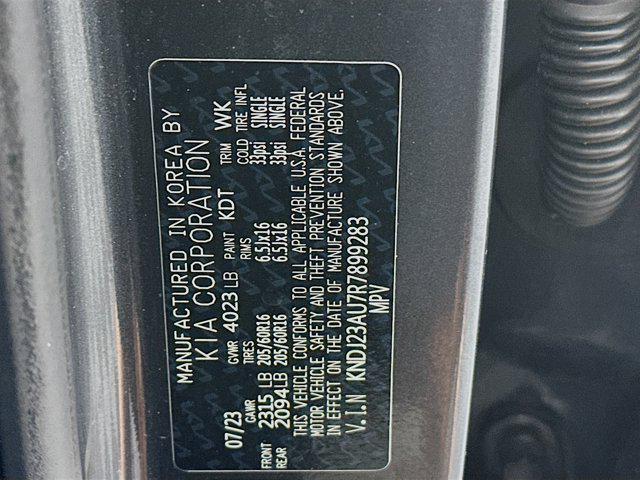 MANUFACTURED IN KOREA BY
KIA CORPORATION
07/23 GVWR 4023 LB PAINT KDT TRIM WK
GAWR TIRES RIMS COLD TIRE INFL
FRONT 2315 LB 205/60R16 6.5Jx16 33psi SINGLE
REAR 2094 LB 205/60R16 6.5Jx16 33psi SINGLE
THIS VEHICLE CONFORMS TO ALL APPLICABLE U.S.A. FEDERAL
MOTOR VEHICLE SAFETY AND THEFT PREVENTION STANDARDS
IN EFFECT ON THE DATE OF MANUFACTURE SHOWN ABOVE.
V.I.N KNDJ23AU7R7899283
MPV